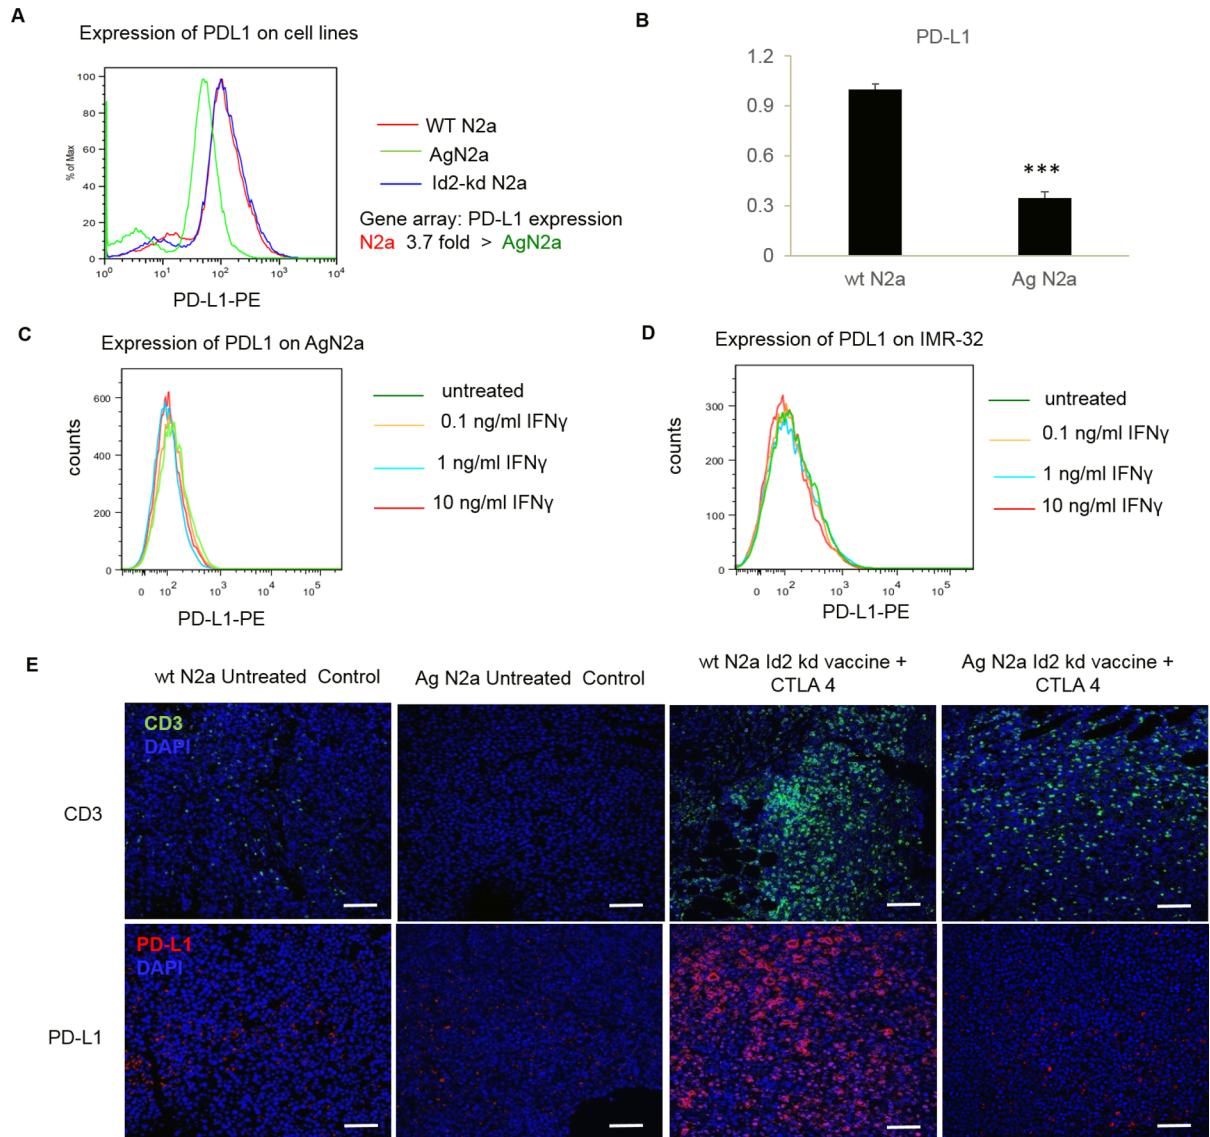 A
Expression of PDL1 on cell lines
100
80
60
40
20
0
% of Max
10⁰ 10¹ 10² 10³ 10⁴
PD-L1-PE
WT N2a
AgN2a
Id2-kd N2a
Gene array: PD-L1 expression
N2a 3.7 fold > AgN2a
B
PD-L1
1.2
0.9
0.6
0.3
0
***
wt N2a Ag N2a
C
Expression of PDL1 on AgN2a
600
400
200
0
counts
0 10² 10³ 10⁴ 10⁵
PD-L1-PE
untreated
0.1 ng/ml IFNγ
1 ng/ml IFNγ
10 ng/ml IFNγ
D
Expression of PDL1 on IMR-32
300
200
100
0
counts
0 10² 10³ 10⁴ 10⁵
PD-L1-PE
untreated
0.1 ng/ml IFNγ
1 ng/ml IFNγ
10 ng/ml IFNγ
E
wt N2a Untreated Control
Ag N2a Untreated Control
wt N2a Id2 kd vaccine +
CTLA 4
Ag N2a Id2 kd vaccine +
CTLA 4
CD3
CD3
DAPI
PD-L1
PD-L1
DAPI